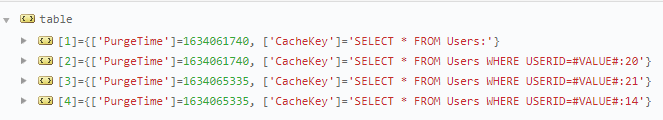 table
[1]={['PurgeTime']=1634061740, ['CacheKey']='SELECT * FROM Users:'}
[2]={['PurgeTime']=1634061740, ['CacheKey']='SELECT * FROM Users WHERE USERID=#VALUE#:20'}
[3]={['PurgeTime']=1634065335, ['CacheKey']='SELECT * FROM Users WHERE USERID=#VALUE#:21'}
[4]={['PurgeTime']=1634065335, ['CacheKey']='SELECT * FROM Users WHERE USERID=#VALUE#:14'}